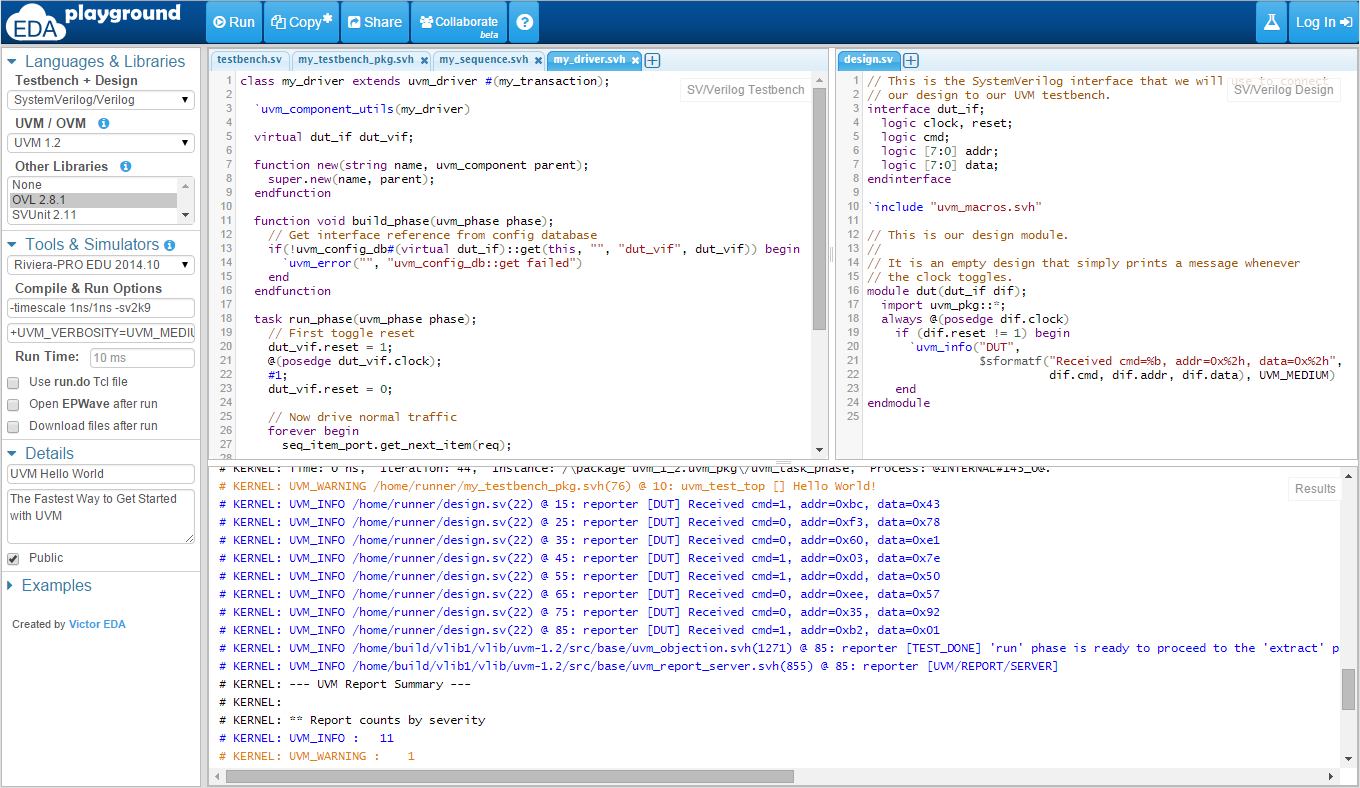 EDA playground
Run
Copy*
Share
Collaborate
beta
?
Log In
Languages & Libraries
Testbench + Design
SystemVerilog/Verilog
UVM / OVM
UVM 1.2
Other Libraries
None
OVL 2.8.1
SVUnit 2.11
Tools & Simulators
Riviera-PRO EDU 2014.10
Compile & Run Options
-timescale 1ns/1ns -sv2k9
+UVM_VERBOSITY=UVM_MEDIU
Run Time: 10 ms
Use run.do Tcl file
Open EPWave after run
Download files after run
Details
UVM Hello World
The Fastest Way to Get Started
with UVM
Public
Examples
Created by Victor EDA
testbench.sv
my_testbench_pkg.svh
my_sequence.svh
my_driver.svh
SV/Verilog Testbench
1 class my_driver extends uvm_driver #(my_transaction);
2
3 `uvm_component_utils(my_driver)
4
5 virtual dut_if dut_vif;
6
7 function new(string name, uvm_component parent);
8 super.new(name, parent);
9 endfunction
10
11 function void build_phase(uvm_phase phase);
12 // Get interface reference from config database
13 if(!uvm_config_db#(virtual dut_if)::get(this, "", "dut_vif", dut_vif)) begin
14 `uvm_error("", "uvm_config_db::get failed")
15 end
16 endfunction
17
18 task run_phase(uvm_phase phase);
19 // First toggle reset
20 dut_vif.reset = 1;
21 @(posedge dut_vif.clock);
22 #1;
23 dut_vif.reset = 0;
24
25 // Now drive normal traffic
26 forever begin
27 seq_item_port.get_next_item(req);
28
design.sv
SV/Verilog Design
1 // This is the SystemVerilog interface that we will use to connect
2 // our design to our UVM testbench.
3 interface dut_if;
4 logic clock, reset;
5 logic cmd;
6 logic [7:0] addr;
7 logic [7:0] data;
8 endinterface
9
10 `include "uvm_macros.svh"
11
12 // This is our design module.
13 //
14 // It is an empty design that simply prints a message whenever
15 // the clock toggles.
16 module dut(dut_if dif);
17 import uvm_pkg::*;
18 always @(posedge dif.clock)
19 if (dif.reset != 1) begin
20 `uvm_info("DUT",
21 $sformatf("Received cmd=%b, addr=0x%2h, data=0x%2h",
22 dif.cmd, dif.addr, dif.data), UVM_MEDIUM)
23 end
24 endmodule
25
Results
# KERNEL: Time: 0 ns, Iteration: 44, Instance: /\package uvm_1_2.uvm_pkg\/uvm_task_phase, Process: @INTERNAL#145_0@.
# KERNEL: UVM_WARNING /home/runner/my_testbench_pkg.svh(76) @ 10: uvm_test_top [] Hello World!
# KERNEL: UVM_INFO /home/runner/design.sv(22) @ 15: reporter [DUT] Received cmd=1, addr=0xbc, data=0x43
# KERNEL: UVM_INFO /home/runner/design.sv(22) @ 25: reporter [DUT] Received cmd=0, addr=0xf3, data=0x78
# KERNEL: UVM_INFO /home/runner/design.sv(22) @ 35: reporter [DUT] Received cmd=0, addr=0x60, data=0xe1
# KERNEL: UVM_INFO /home/runner/design.sv(22) @ 45: reporter [DUT] Received cmd=1, addr=0x03, data=0x7e
# KERNEL: UVM_INFO /home/runner/design.sv(22) @ 55: reporter [DUT] Received cmd=1, addr=0xdd, data=0x50
# KERNEL: UVM_INFO /home/runner/design.sv(22) @ 65: reporter [DUT] Received cmd=0, addr=0xee, data=0x57
# KERNEL: UVM_INFO /home/runner/design.sv(22) @ 75: reporter [DUT] Received cmd=0, addr=0x35, data=0x92
# KERNEL: UVM_INFO /home/runner/design.sv(22) @ 85: reporter [DUT] Received cmd=1, addr=0xb2, data=0x01
# KERNEL: UVM_INFO /home/build/vlib1/vlib/uvm-1.2/src/base/uvm_objection.svh(1271) @ 85: reporter [TEST_DONE] 'run' phase is ready to proceed to the 'extract' p
# KERNEL: UVM_INFO /home/build/vlib1/vlib/uvm-1.2/src/base/uvm_report_server.svh(855) @ 85: reporter [UVM/REPORT/SERVER]
# KERNEL: --- UVM Report Summary ---
# KERNEL:
# KERNEL: ** Report counts by severity
# KERNEL: UVM_INFO : 11
# KERNEL: UVM_WARNING : 1